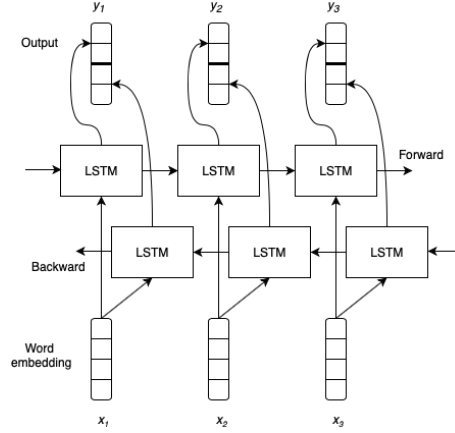 y1 y2 y3
Output
LSTM LSTM LSTM
Forward
LSTM LSTM LSTM
Backward
Word
embedding
x1 x2 x3